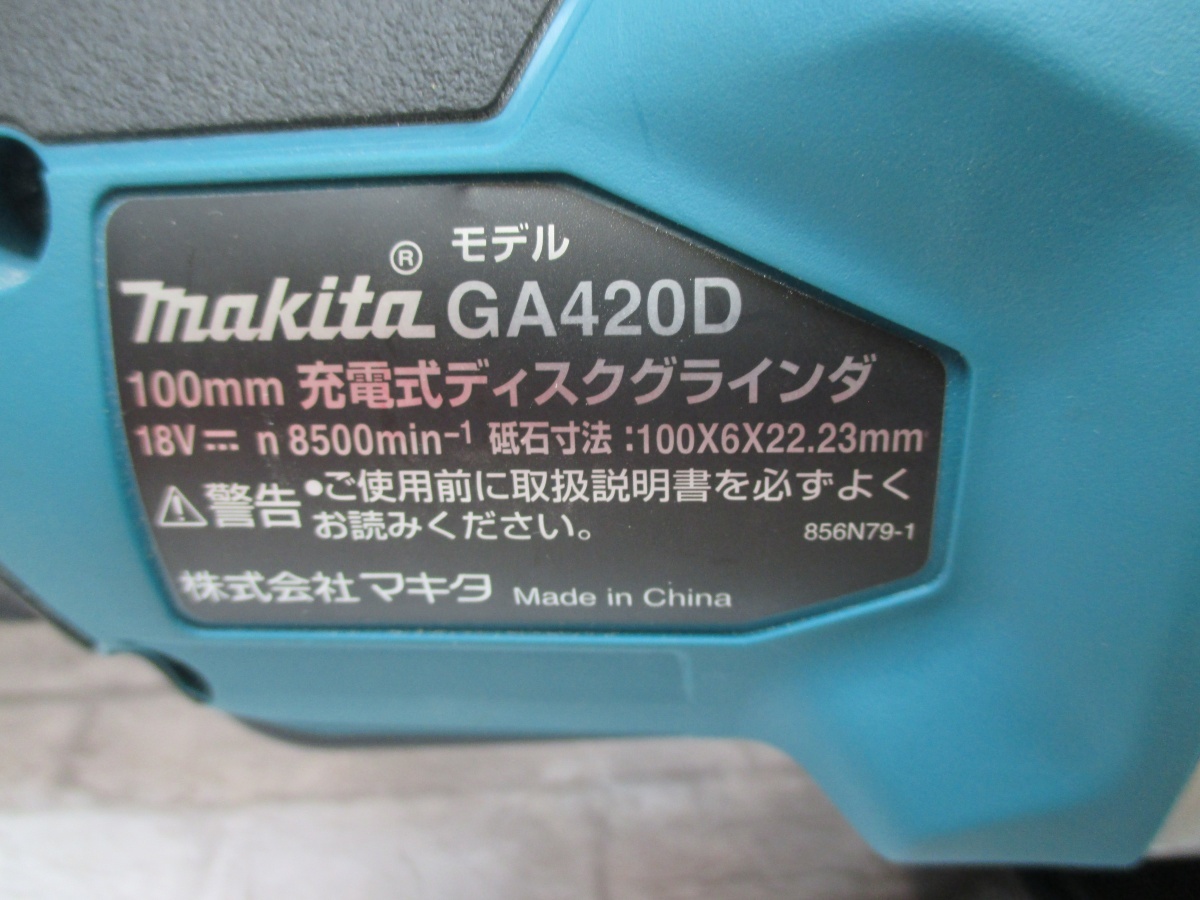 モデル
makita® GA420D
100mm 充電式ディスクグラインダ
18V⎓ n 8500min-1 砥石寸法:100X6X22.23mm
⚠警告 •ご使用前に取扱説明書を必ずよく
お読みください。
856N79-1
株式会社マキタ Made in China